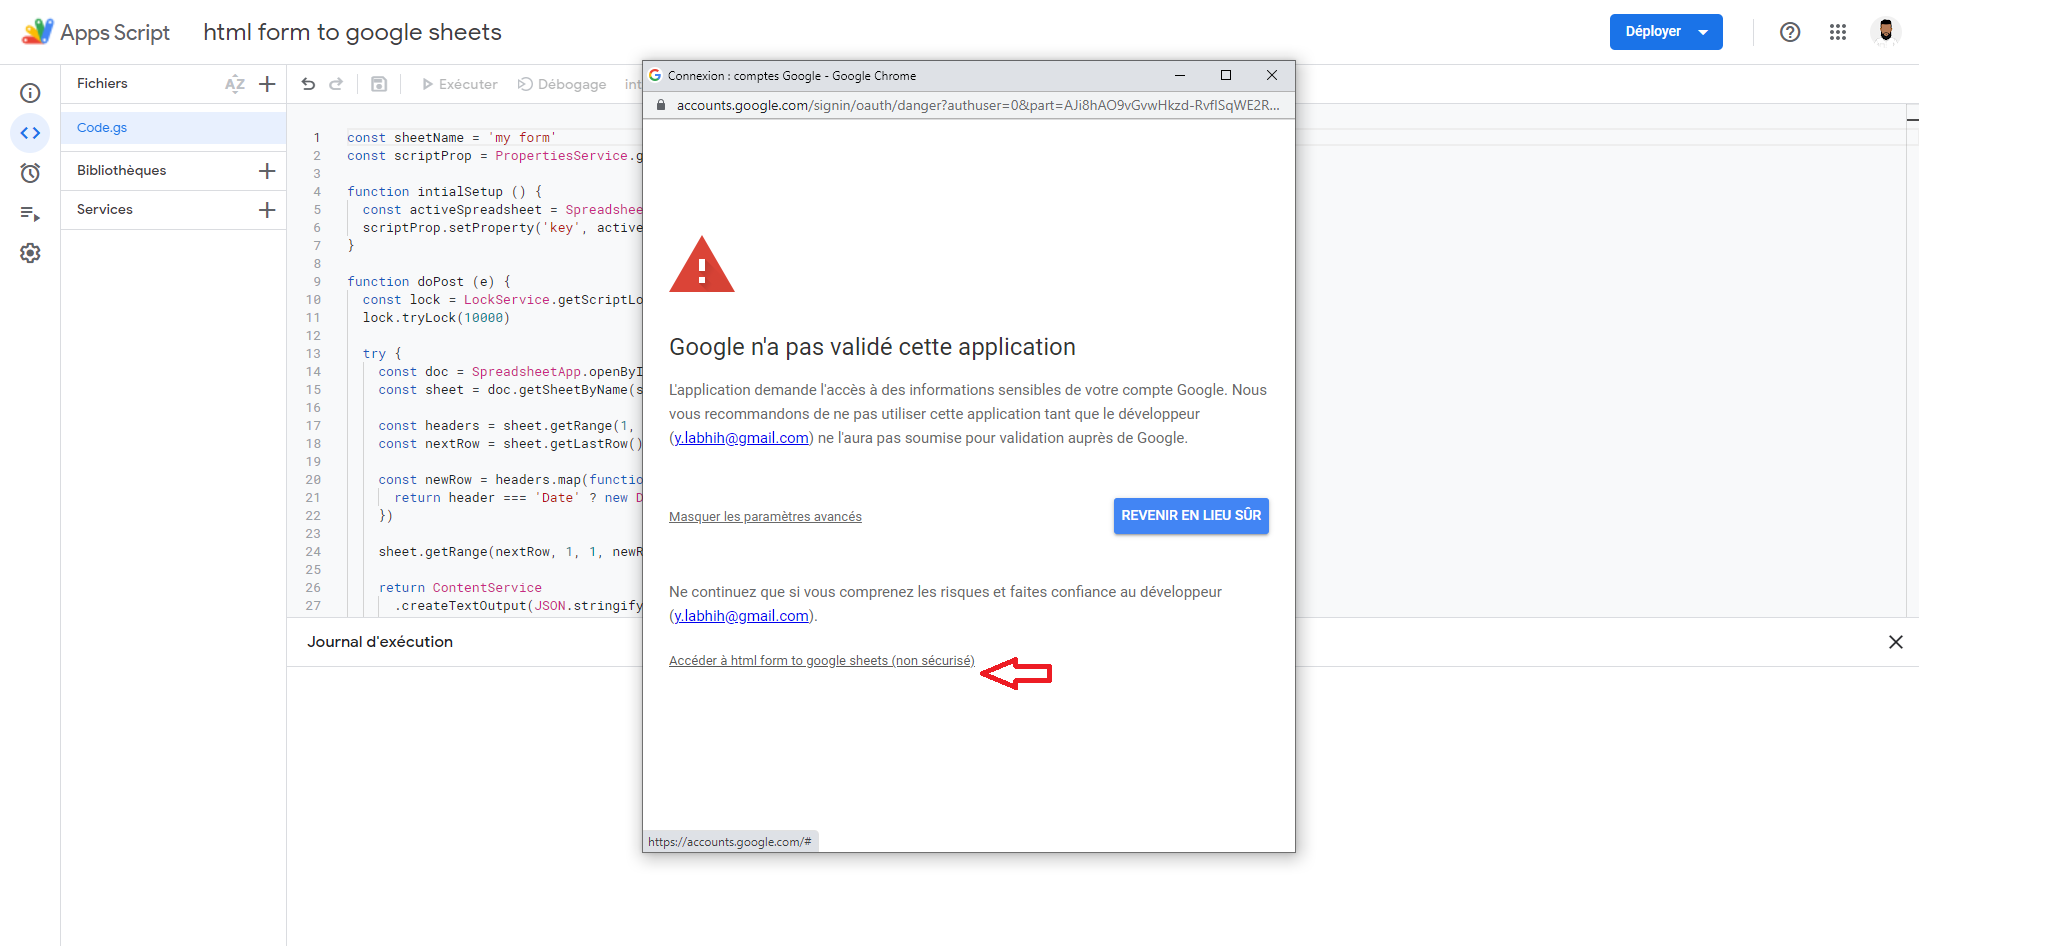 Apps Script
html form to google sheets
Déployer
Fichiers
AZ
Exécuter
Débogage
int
Code.gs
Bibliothèques
Services
1 const sheetName = 'my form'
2 const scriptProp = PropertiesService.g
3
4 function intialSetup () {
5 const activeSpreadsheet = Spreadshee
6 scriptProp.setProperty('key', active
7 }
8
9 function doPost (e) {
10 const lock = LockService.getScriptLo
11 lock.tryLock(10000)
12
13 try {
14 const doc = SpreadsheetApp.openByI
15 const sheet = doc.getSheetByName(s
16
17 const headers = sheet.getRange(1,
18 const nextRow = sheet.getLastRow()
19
20 const newRow = headers.map(functio
21 return header === 'Date' ? new D
22 })
23
24 sheet.getRange(nextRow, 1, 1, newR
25
26 return ContentService
27 .createTextOutput(JSON.stringify
Journal d'exécution
Connexion : comptes Google - Google Chrome
accounts.google.com/signin/oauth/danger?authuser=0&part=AJi8hAO9vGvwHkzd-RvfISqWE2R...
Google n'a pas validé cette application
L'application demande l'accès à des informations sensibles de votre compte Google. Nous
vous recommandons de ne pas utiliser cette application tant que le développeur
(y.labhih@gmail.com) ne l'aura pas soumise pour validation auprès de Google.
Masquer les paramètres avancés
REVENIR EN LIEU SÛR
Ne continuez que si vous comprenez les risques et faites confiance au développeur
(y.labhih@gmail.com).
Accéder à html form to google sheets (non sécurisé)
https://accounts.google.com/#